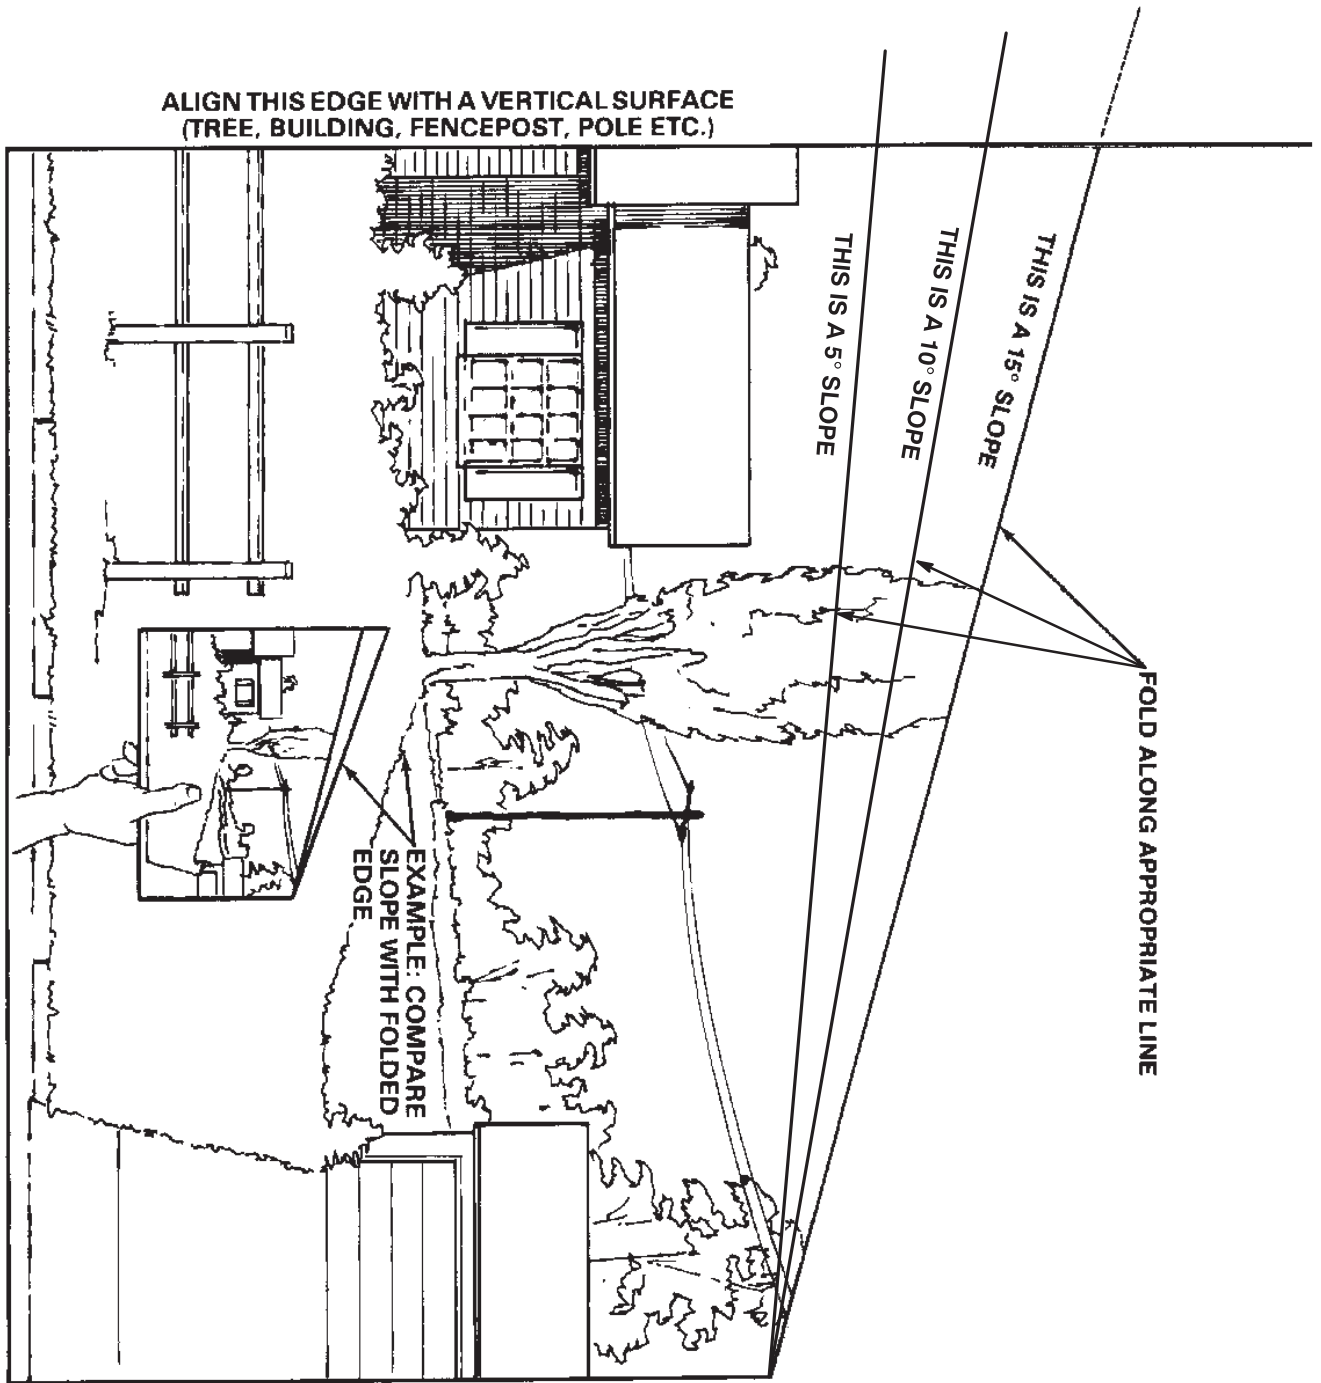 ALIGN THIS EDGE WITH A VERTICAL SURFACE
(TREE, BUILDING, FENCEPOST, POLE ETC.)
THIS IS A 5° SLOPE
THIS IS A 10° SLOPE
THIS IS A 15° SLOPE
FOLD ALONG APPROPRIATE LINE
EXAMPLE: COMPARE
SLOPE WITH FOLDED
EDGE